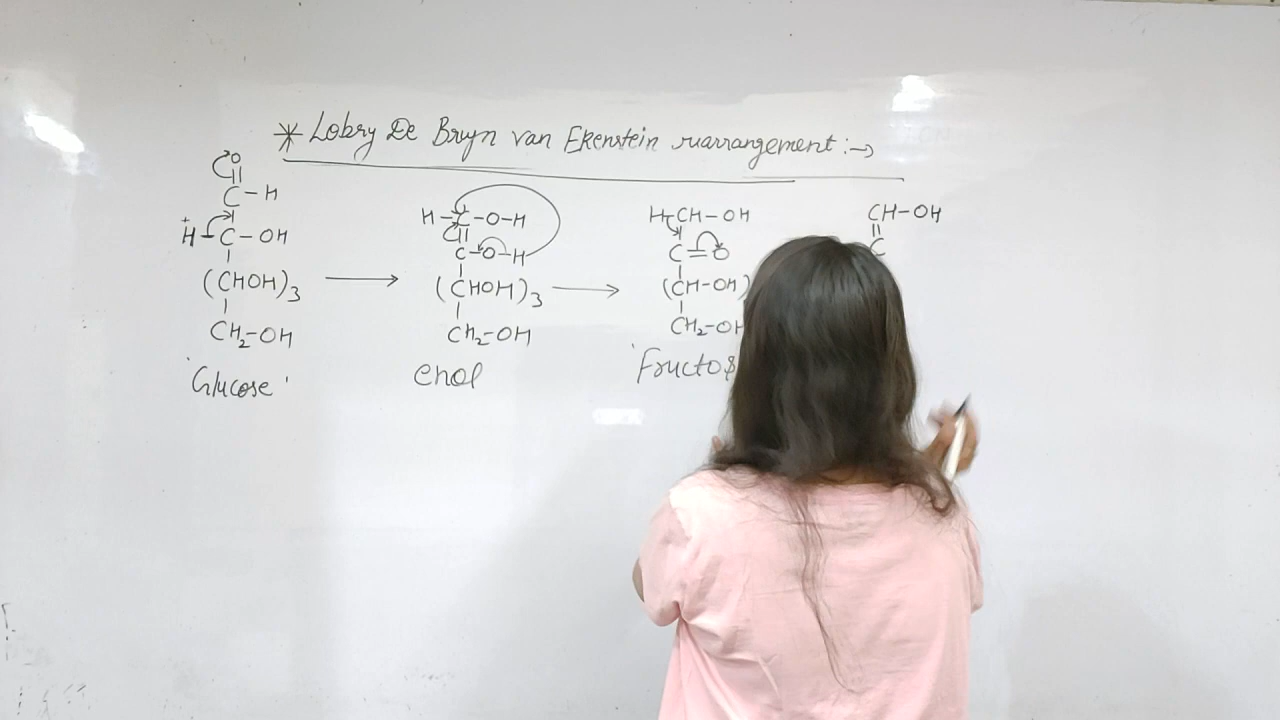 * Lobry De Bruyn van Ekenstein rearrangement :→
O
||
C-H
|
H-C-OH
+
|
(CHOH)3
|
CH2-OH
'Glucose'
→
H-C-O-H
||
C-O-H
|
(CHOH)3
|
CH2-OH
enol
→
H-CH-OH
|
C=O
|
(CH-OH)
|
CH2-OH
'Fructos
CH-OH
||
C